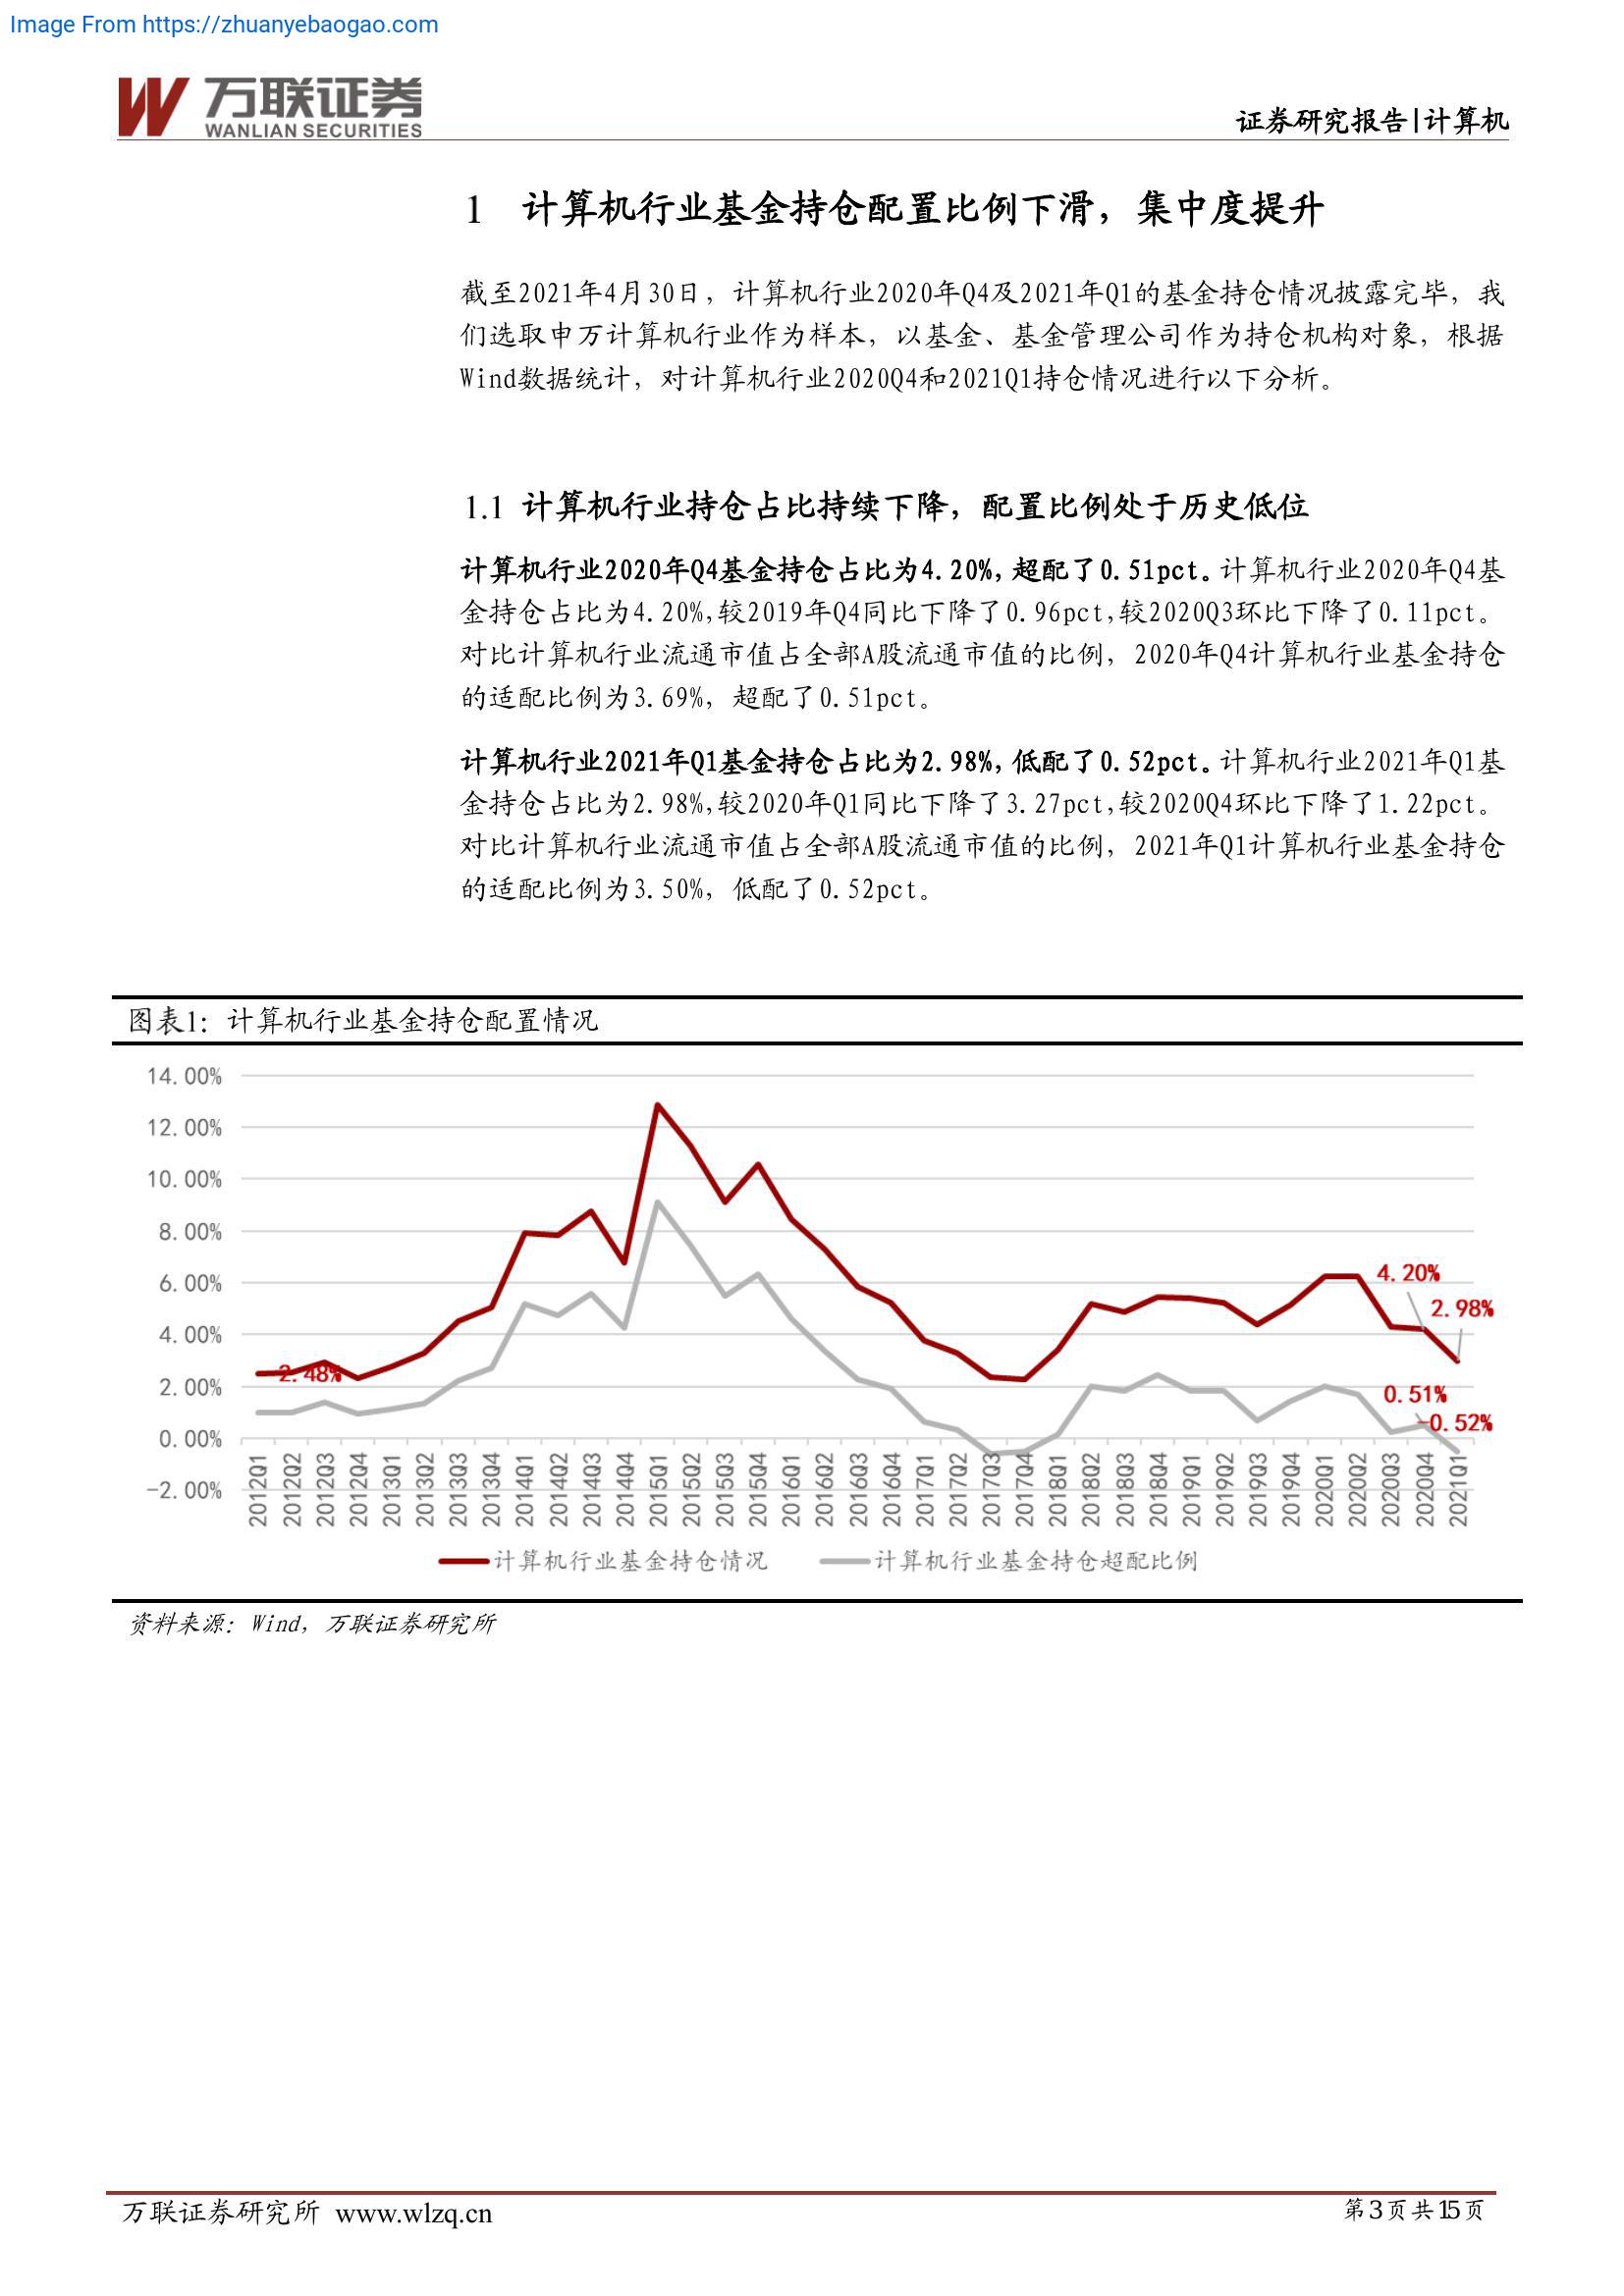 Image From https://zhuanyebaogao.com
万联证券
WANLIAN SECURITIES
证券研究报告|计算机
1 计算机行业基金持仓配置比例下滑，集中度提升
截至2021年4月30日，计算机行业2020年Q4及2021年Q1的基金持仓情况披露完毕，我
们选取申万计算机行业作为样本，以基金、基金管理公司作为持仓机构对象，根据
Wind数据统计，对计算机行业2020Q4和2021Q1持仓情况进行以下分析。
1.1 计算机行业持仓占比持续下降，配置比例处于历史低位
计算机行业2020年Q4基金持仓占比为4.20%,超配了0.51pct。计算机行业2020年Q4基
金持仓占比为4.20%,较2019年Q4同比下降了0.96pct,较2020Q3环比下降了0.11pct。
对比计算机行业流通市值占全部A股流通市值的比例，2020年Q4计算机行业基金持仓
的适配比例为3.69%，超配了0.51pct。
计算机行业2021年Q1基金持仓占比为2.98%,低配了0.52pct。计算机行业2021年Q1基
金持仓占比为2.98%,较2020年Q1同比下降了3.27pct,较2020Q4环比下降了1.22pct。
对比计算机行业流通市值占全部A股流通市值的比例，2021年Q1计算机行业基金持仓
的适配比例为3.50%，低配了0.52pct。
图表1：计算机行业基金持仓配置情况
14.00%
12.00%
10.00%
8.00%
6.00%
4.00%
2.00%
0.00%
-2.00%
2.48%
4.20%
2.98%
0.51%
-0.52%
2012Q1
2012Q2
2012Q3
2012Q4
2013Q1
2013Q2
2013Q3
2013Q4
2014Q1
2014Q2
2014Q3
2014Q4
2015Q1
2015Q2
2015Q3
2015Q4
2016Q1
2016Q2
2016Q3
2016Q4
2017Q1
2017Q2
2017Q3
2017Q4
2018Q1
2018Q2
2018Q3
2018Q4
2019Q1
2019Q2
2019Q3
2019Q4
2020Q1
2020Q2
2020Q3
2020Q4
2021Q1
计算机行业基金持仓情况
计算机行业基金持仓超配比例
资料来源：Wind，万联证券研究所
万联证券研究所 www.wlzq.cn
第3页共15页